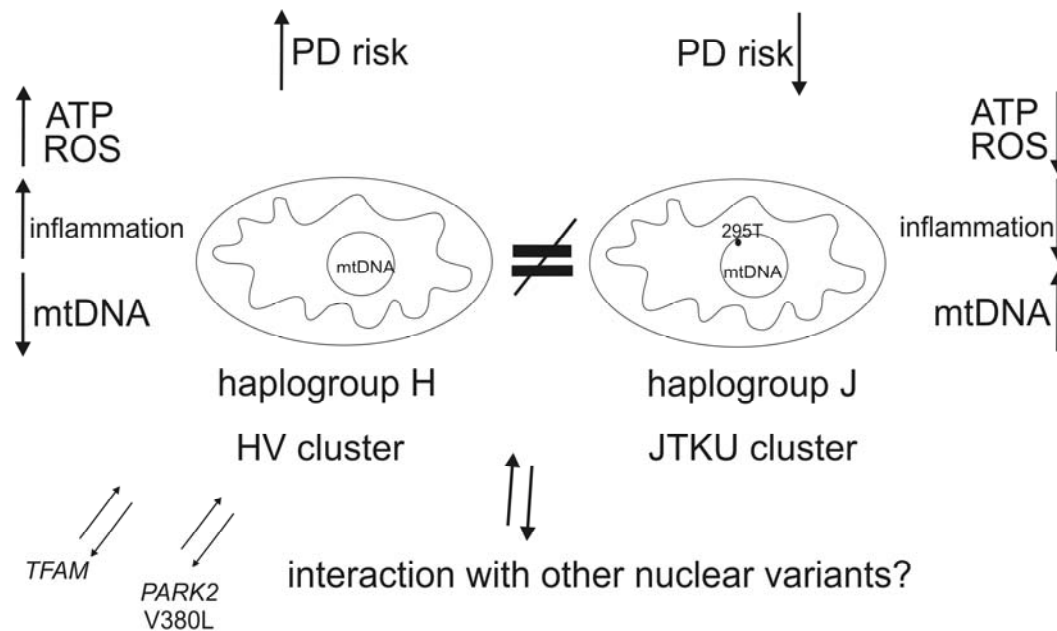 PD risk
PD risk
ATP
ROS
ATP
ROS
inflammation
inflammation
295T
mtDNA
mtDNA
mtDNA
mtDNA
haplogroup H
haplogroup J
HV cluster
JTKU cluster
TFAM
PARK2
V380L
interaction with other nuclear variants?